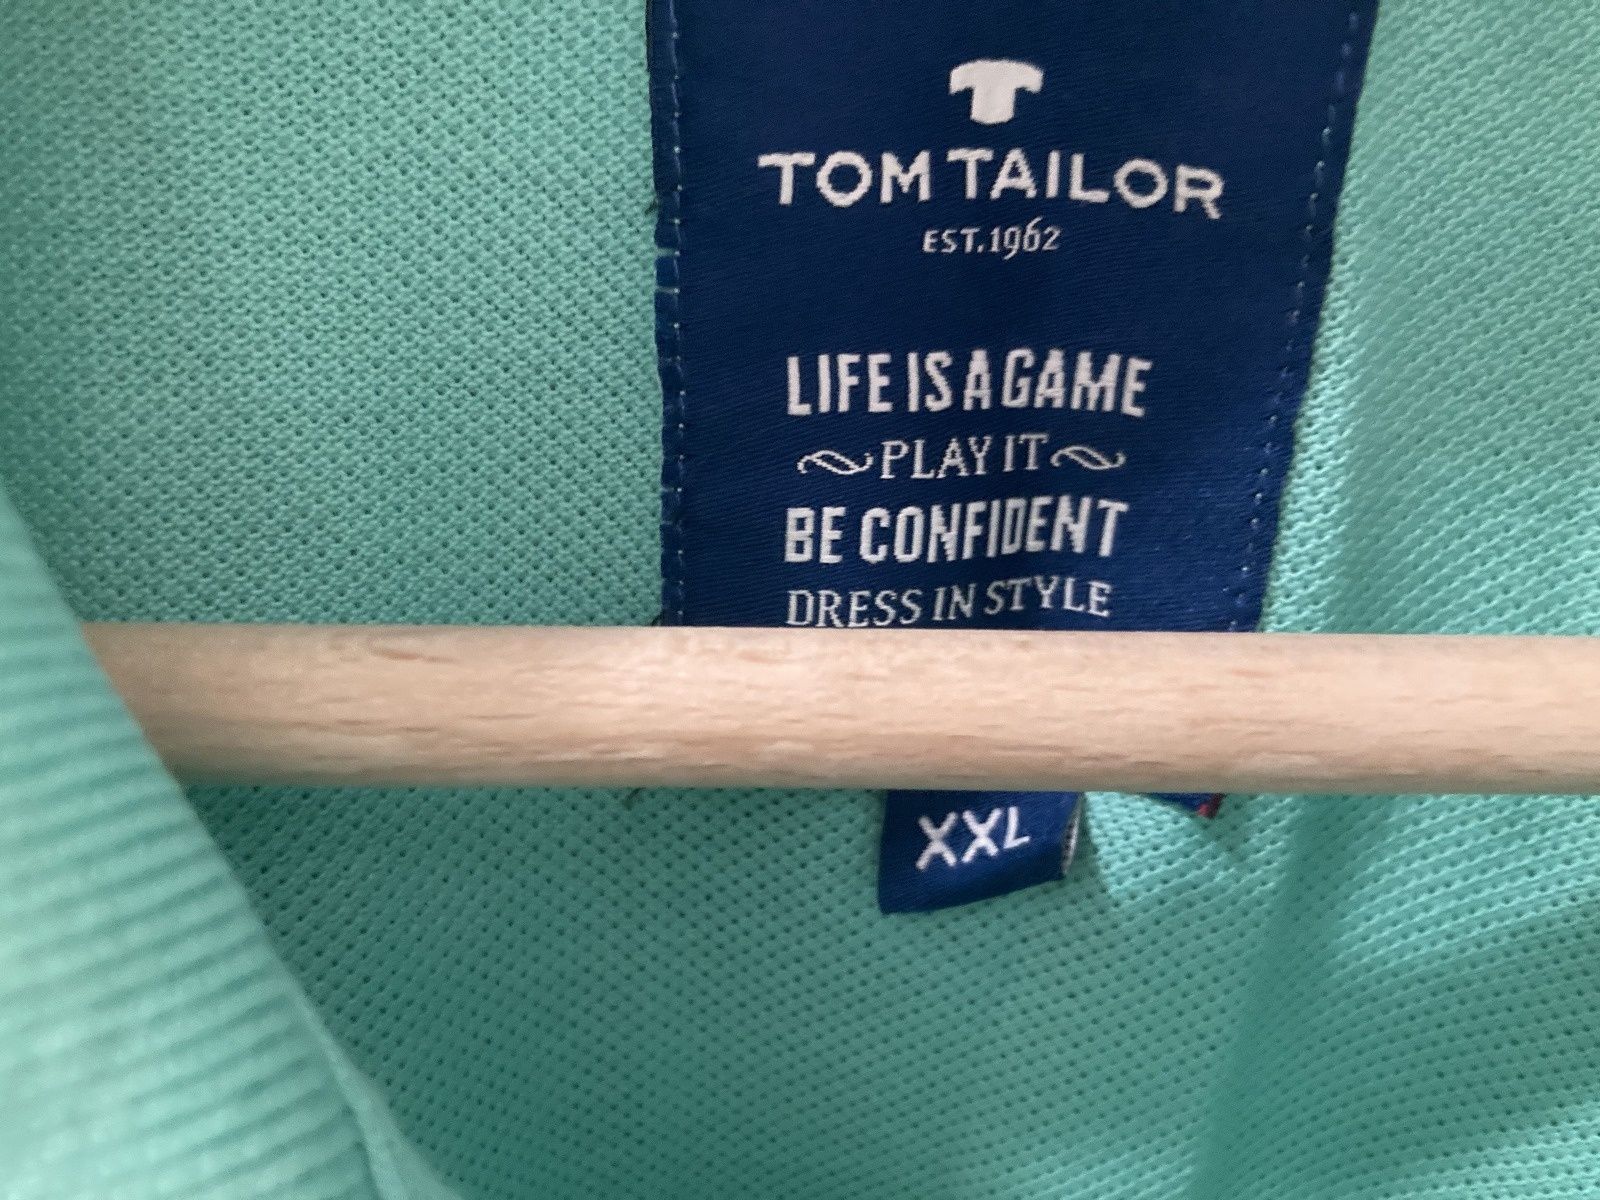 TOM TAILOR
EST. 1962
LIFE IS A GAME
PLAY IT
BE CONFIDENT
DRESS IN STYLE
XXL